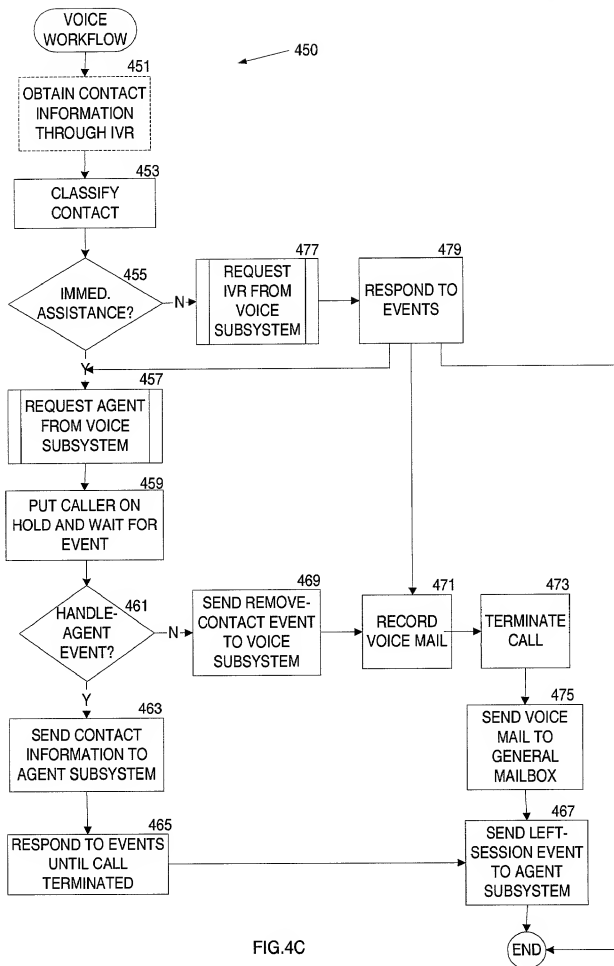 VOICE
WORKFLOW
450
451
OBTAIN CONTACT
INFORMATION
THROUGH IVR
453
CLASSIFY
CONTACT
455
IMMED.
ASSISTANCE?
N
477
REQUEST
IVR FROM
VOICE
SUBSYSTEM
479
RESPOND TO
EVENTS
Y
457
REQUEST AGENT
FROM VOICE
SUBSYSTEM
459
PUT CALLER ON
HOLD AND WAIT FOR
EVENT
461
HANDLE-
AGENT
EVENT?
N
469
SEND REMOVE-
CONTACT EVENT
TO VOICE
SUBSYSTEM
471
RECORD
VOICE MAIL
473
TERMINATE
CALL
475
SEND VOICE
MAIL TO
GENERAL
MAILBOX
Y
463
SEND CONTACT
INFORMATION TO
AGENT SUBSYSTEM
465
RESPOND TO EVENTS
UNTIL CALL
TERMINATED
467
SEND LEFT-
SESSION EVENT
TO AGENT
SUBSYSTEM
END
FIG.4C